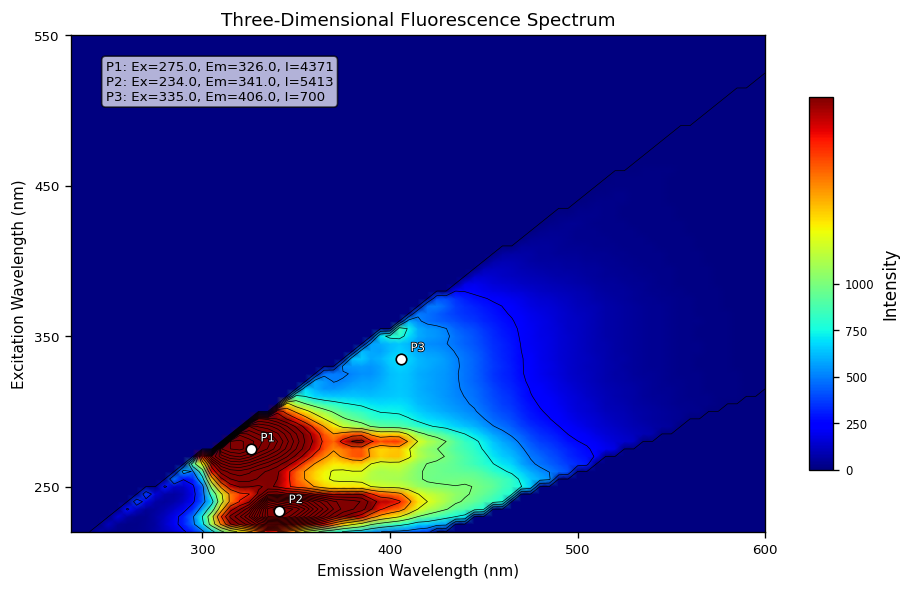 Three-Dimensional Fluorescence Spectrum
550
P1: Ex=275.0, Em=326.0, I=4371
P2: Ex=234.0, Em=341.0, I=5413
P3: Ex=335.0, Em=406.0, I=700
450
350
250
Excitation Wavelength (nm)
P3
P1
P2
300
400
500
600
Emission Wavelength (nm)
1000
750
500
250
0
Intensity